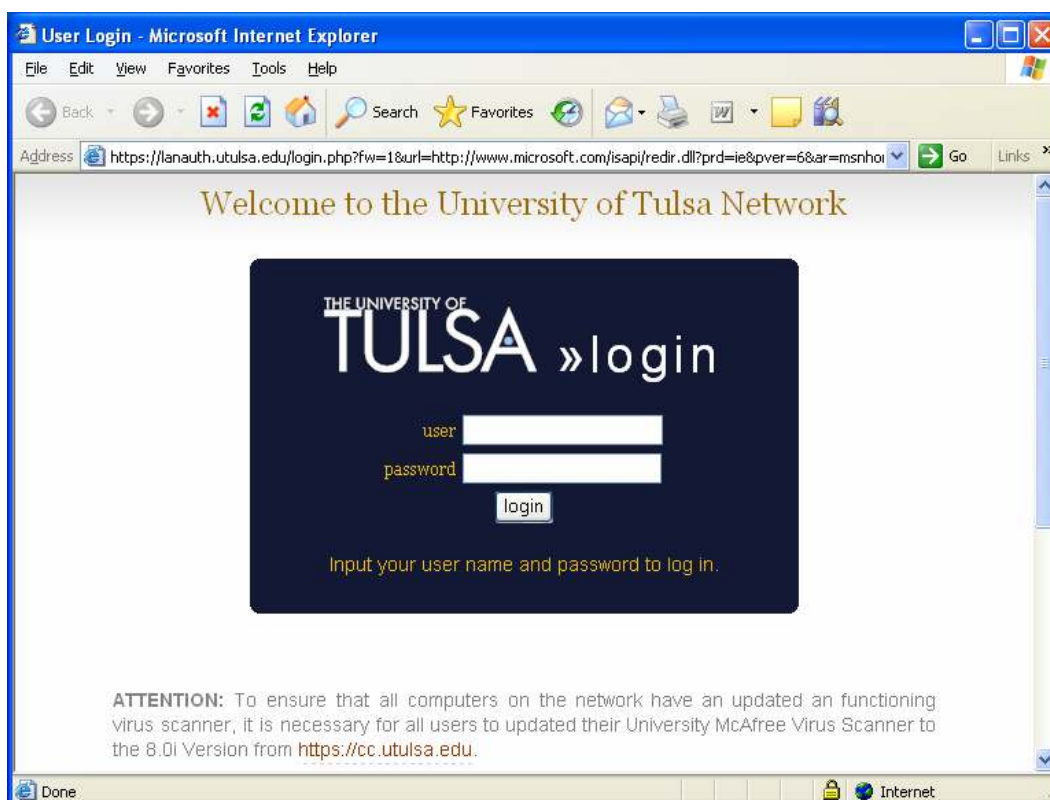 User Login - Microsoft Internet Explorer
File Edit View Favorites Tools Help
Back Search Favorites
Address https://lanauth.utulsa.edu/login.php?fw=1&url=http://www.microsoft.com/isapi/redir.dll?prd=ie&pver=6&ar=msnho Go Links »
Welcome to the University of Tulsa Network
THE UNIVERSITY OF
TULSA »login
user
password
login
Input your user name and password to log in.
ATTENTION: To ensure that all computers on the network have an updated an functioning
virus scanner, it is necessary for all users to updated their University McAfree Virus Scanner to
the 8.0i Version from https://cc.utulsa.edu.
Done Internet